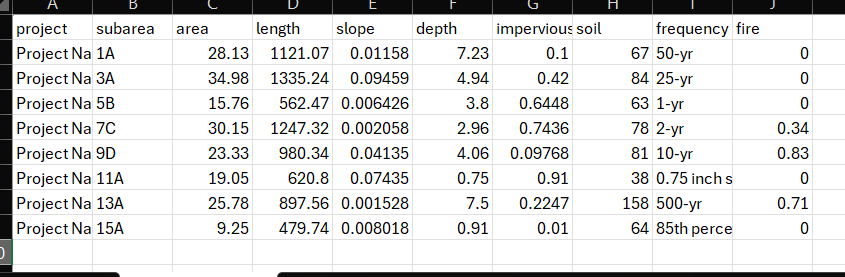 A B C D E F G H I J
project subarea area length slope depth impervious soil frequency fire
Project Na 1A 28.13 1121.07 0.01158 7.23 0.1 67 50-yr 0
Project Na 3A 34.98 1335.24 0.09459 4.94 0.42 84 25-yr 0
Project Na 5B 15.76 562.47 0.006426 3.8 0.6448 63 1-yr 0
Project Na 7C 30.15 1247.32 0.002058 2.96 0.7436 78 2-yr 0.34
Project Na 9D 23.33 980.34 0.04135 4.06 0.09768 81 10-yr 0.83
Project Na 11A 19.05 620.8 0.07435 0.75 0.91 38 0.75 inch s 0
Project Na 13A 25.78 897.56 0.001528 7.5 0.2247 158 500-yr 0.71
Project Na 15A 9.25 479.74 0.008018 0.91 0.01 64 85th perce 0